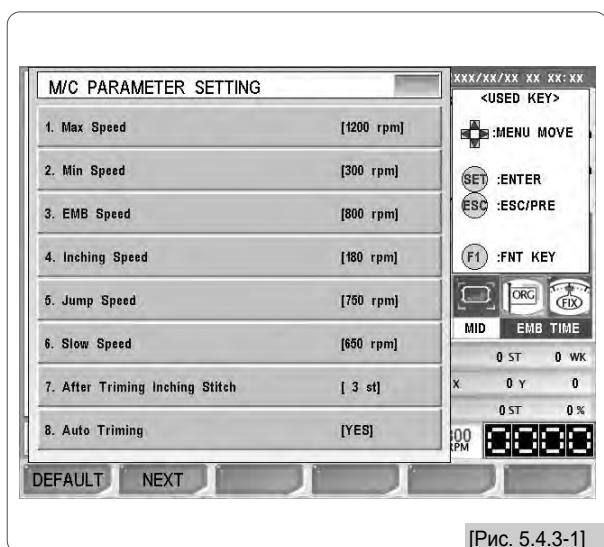 M/C PARAMETER SETTING
1. Max Speed [1200 rpm]
2. Min Speed [300 rpm]
3. EMB Speed [800 rpm]
4. Inching Speed [180 rpm]
5. Jump Speed [750 rpm]
6. Slow Speed [650 rpm]
7. After Triming Inching Stitch [ 3 st]
8. Auto Triming [YES]
DEFAULT NEXT
XXX/XX/XX XX XX:XX
<USED KEY>
:MENU MOVE
SET :ENTER
ESC :ESC/PRE
F1 :FNT KEY
ORG FIX
MID EMB TIME
0 ST 0 WK
X 0 Y 0
0 ST 0 %
RPM 0000
[Рис. 5.4.3-1]